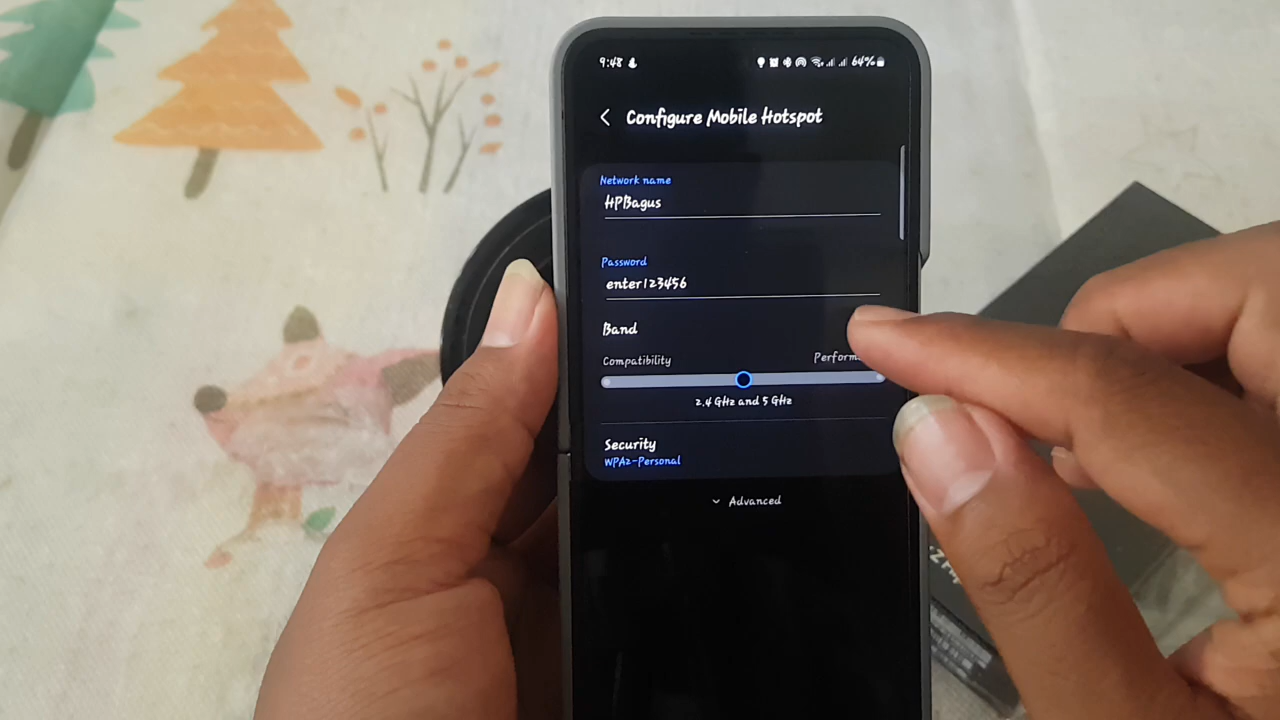 9:48 64%
Configure Mobile Hotspot
Network name
HPBagus
Password
enter123456
Band
Compatibility Perform
2.4 GHz and 5 GHz
Security
WPA2-Personal
Advanced